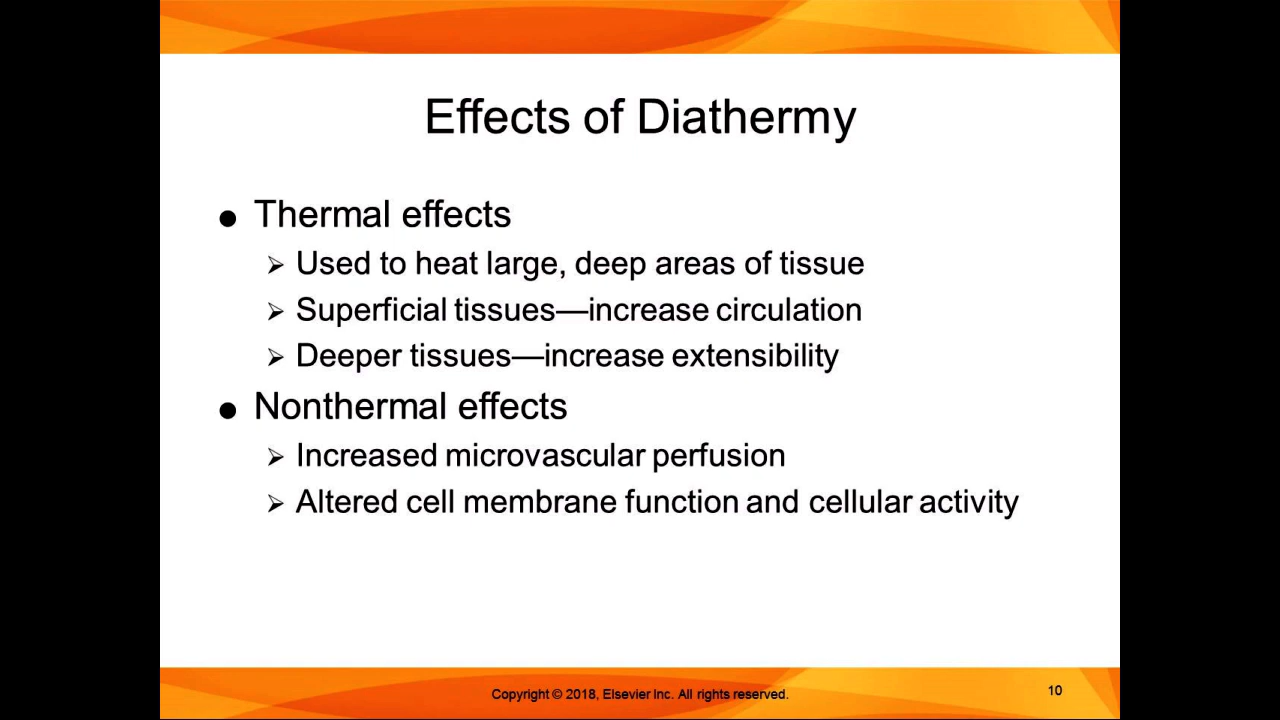 Effects of Diathermy
● Thermal effects
➢ Used to heat large, deep areas of tissue
➢ Superficial tissues—increase circulation
➢ Deeper tissues—increase extensibility
● Nonthermal effects
➢ Increased microvascular perfusion
➢ Altered cell membrane function and cellular activity
Copyright © 2018, Elsevier Inc. All rights reserved.
10